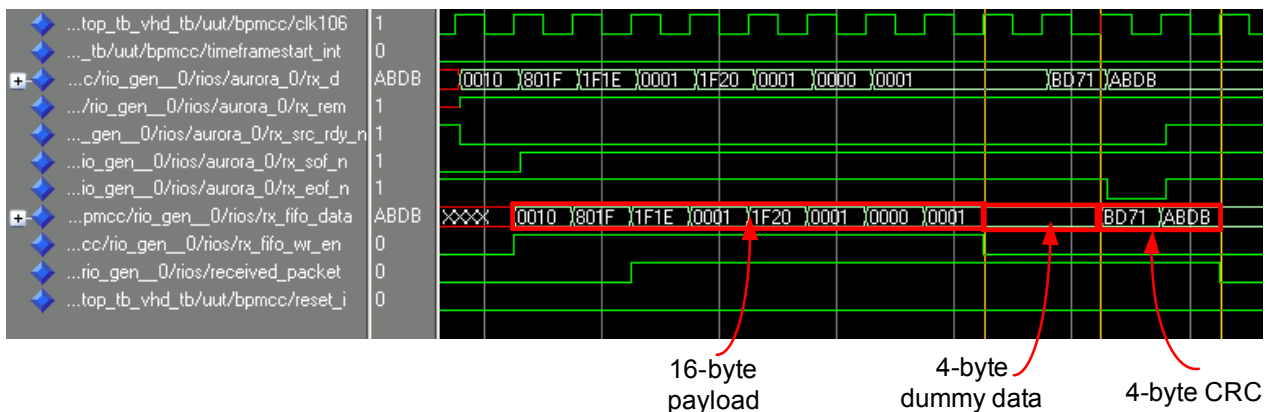 ...top_tb_vhd_tb/uut/bpmcc/clk106 1
..._tb/uut/bpmcc/timeframestart_int 0
...c/rio_gen__0/rios/aurora_0/rx_d ABDB 0010 801F 1F1E 0001 1F20 0001 0000 0001 BD71 ABDB
.../rio_gen__0/rios/aurora_0/rx_rem 1
..._gen__0/rios/aurora_0/rx_src_rdy_n 1
...io_gen__0/rios/aurora_0/rx_sof_n 1
...io_gen__0/rios/aurora_0/rx_eof_n 1
...pmcc/rio_gen__0/rios/rx_fifo_data ABDB 0010 801F 1F1E 0001 1F20 0001 0000 0001 BD71 ABDB
...cc/rio_gen__0/rios/rx_fifo_wr_en 0
...rio_gen__0/rios/received_packet 0
...top_tb_vhd_tb/uut/bpmcc/reset_i 0
16-byte
payload
4-byte
dummy data
4-byte CRC